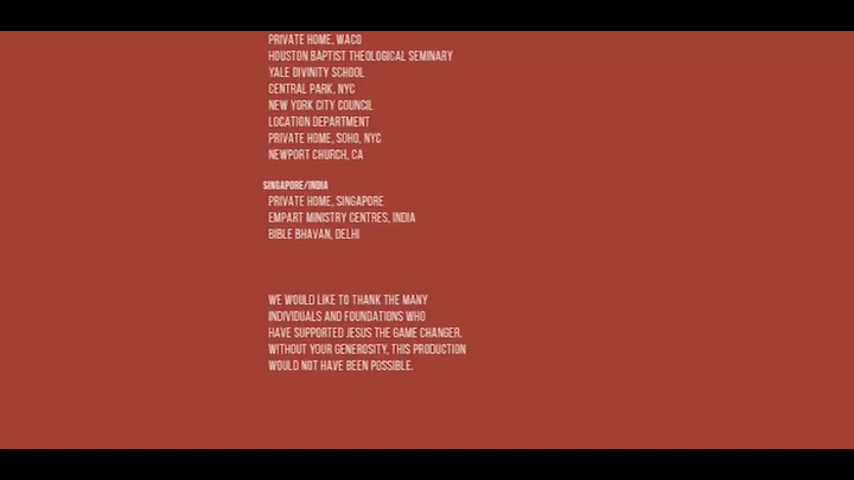 PRIVATE HOME, WACO
HOUSTON BAPTIST THEOLOGICAL SEMINARY
YALE DIVINITY SCHOOL
CENTRAL PARK, NYC
NEW YORK CITY COUNCIL
LOCATION DEPARTMENT
PRIVATE HOME, SOHO, NYC
NEWPORT CHURCH, CA
SINGAPORE/INDIA
PRIVATE HOME, SINGAPORE
EMPART MINISTRY CENTRES, INDIA
BIBLE BHAVAN, DELHI
WE WOULD LIKE TO THANK THE MANY
INDIVIDUALS AND FOUNDATIONS WHO
HAVE SUPPORTED JESUS THE GAME CHANGER.
WITHOUT YOUR GENEROSITY, THIS PRODUCTION
WOULD NOT HAVE BEEN POSSIBLE.